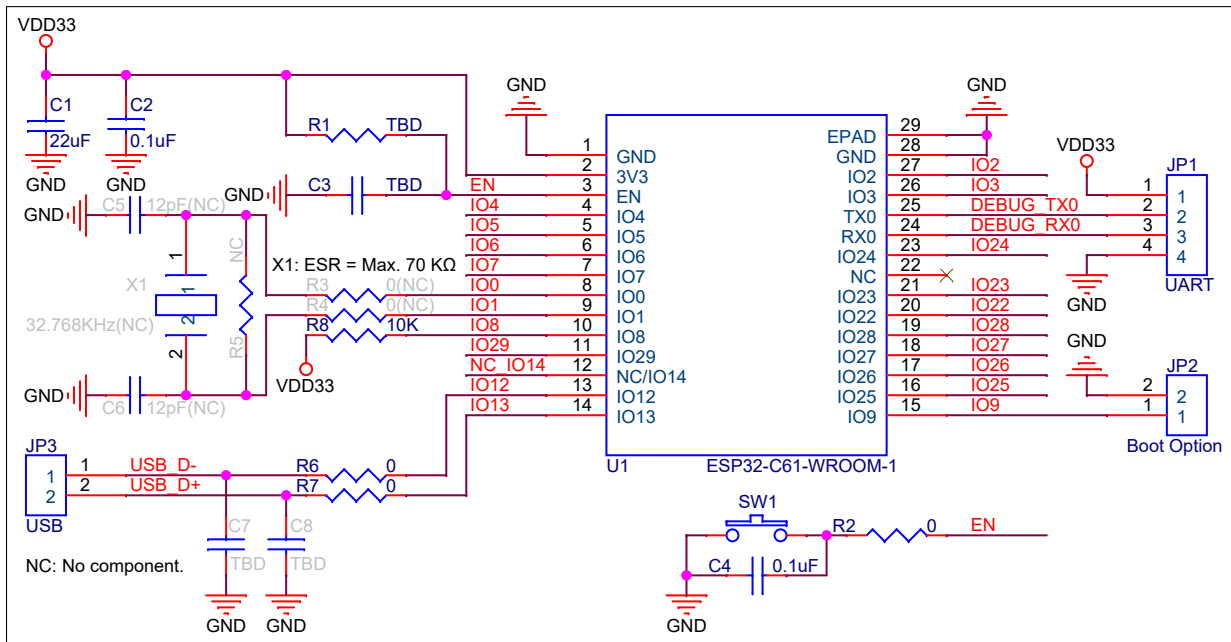 VDD33
C1
22uF
GND
C2
0.1uF
GND
R1
TBD
GND
C3
TBD
GND
C5
12pF(NC)
1
X1
1
2
32.768KHz(NC)
2
NC
R5
GND
C6
12pF(NC)
X1: ESR = Max. 70 KΩ
R3
0(NC)
R4
0(NC)
R8
10K
VDD33
GND
EN
IO4
IO5
IO6
IO7
IO0
IO1
IO8
IO29
NC_IO14
IO12
IO13
1
2
3
4
5
6
7
8
9
10
11
12
13
14
GND
3V3
EN
IO4
IO5
IO6
IO7
IO0
IO1
IO8
IO29
NC/IO14
IO12
IO13
U1
EPAD
GND
IO2
IO3
TX0
RX0
IO24
NC
IO23
IO22
IO28
IO27
IO26
IO25
IO9
ESP32-C61-WROOM-1
29
28
27
26
25
24
23
22
21
20
19
18
17
16
15
GND
IO2
IO3
DEBUG_TX0
DEBUG_RX0
IO24
IO23
IO22
IO28
IO27
IO26
IO25
IO9
VDD33
JP1
1
2
3
4
1
2
3
4
UART
GND
GND
JP2
2
1
2
1
Boot Option
JP3
1
2
1
2
USB
USB_D-
USB_D+
R6
0
R7
0
C7
TBD
GND
C8
TBD
GND
NC: No component.
SW1
R2
0
EN
C4
0.1uF
GND